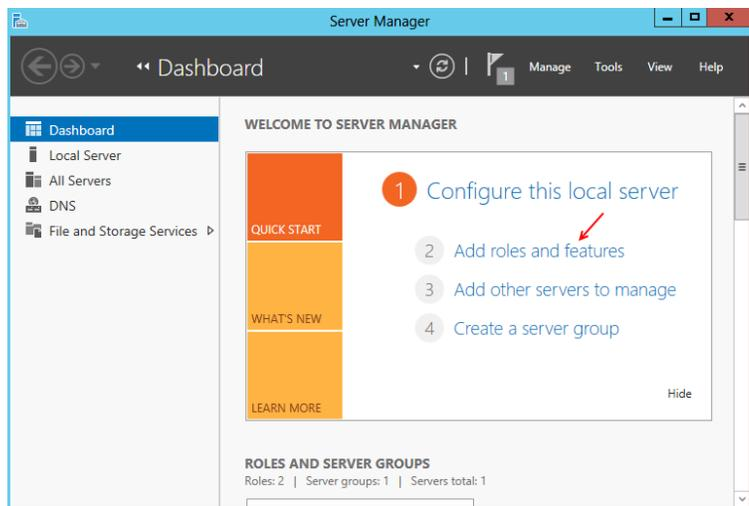 Server Manager
Dashboard
1
Manage
Tools
View
Help
Dashboard
Local Server
All Servers
DNS
File and Storage Services
WELCOME TO SERVER MANAGER
QUICK START
WHAT'S NEW
LEARN MORE
1 Configure this local server
2 Add roles and features
3 Add other servers to manage
4 Create a server group
Hide
ROLES AND SERVER GROUPS
Roles: 2 | Server groups: 1 | Servers total: 1